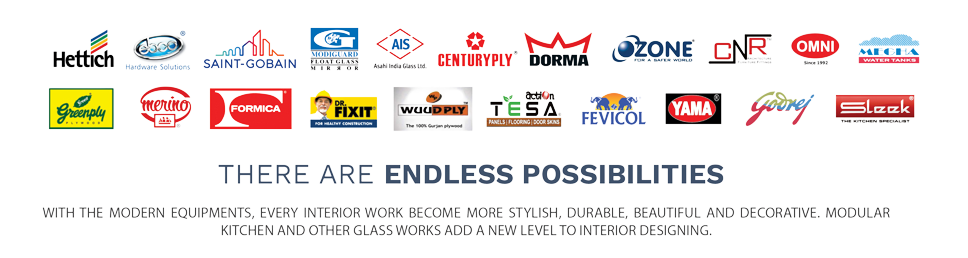 Hettich
ebco®
Hardware Solutions
SAINT-GOBAIN
G
MODIGUARD
FLOAT GLASS
MIRROR
AIS
Asahi India Glass Ltd.
CENTURYPLY®
DORMA
OZONE®
FOR A SAFER WORLD
CNR
OMNI
Since 1992
MEGHA
WATER TANKS
Greenply
PLYWOOD
merino
F
FORMICA®
DR.
FIXIT®
FOR HEALTHY CONSTRUCTION
WUUDPLY
The 100% Gurjan plywood
action
TESA
PANELS | FLOORING | DOOR SKINS
FEVICOL
YAMA®
Godrej
Sleek
THE KITCHEN SPECIALIST
THERE ARE ENDLESS POSSIBILITIES
WITH THE MODERN EQUIPMENTS, EVERY INTERIOR WORK BECOME MORE STYLISH, DURABLE, BEAUTIFUL AND DECORATIVE. MODULAR
KITCHEN AND OTHER GLASS WORKS ADD A NEW LEVEL TO INTERIOR DESIGNING.